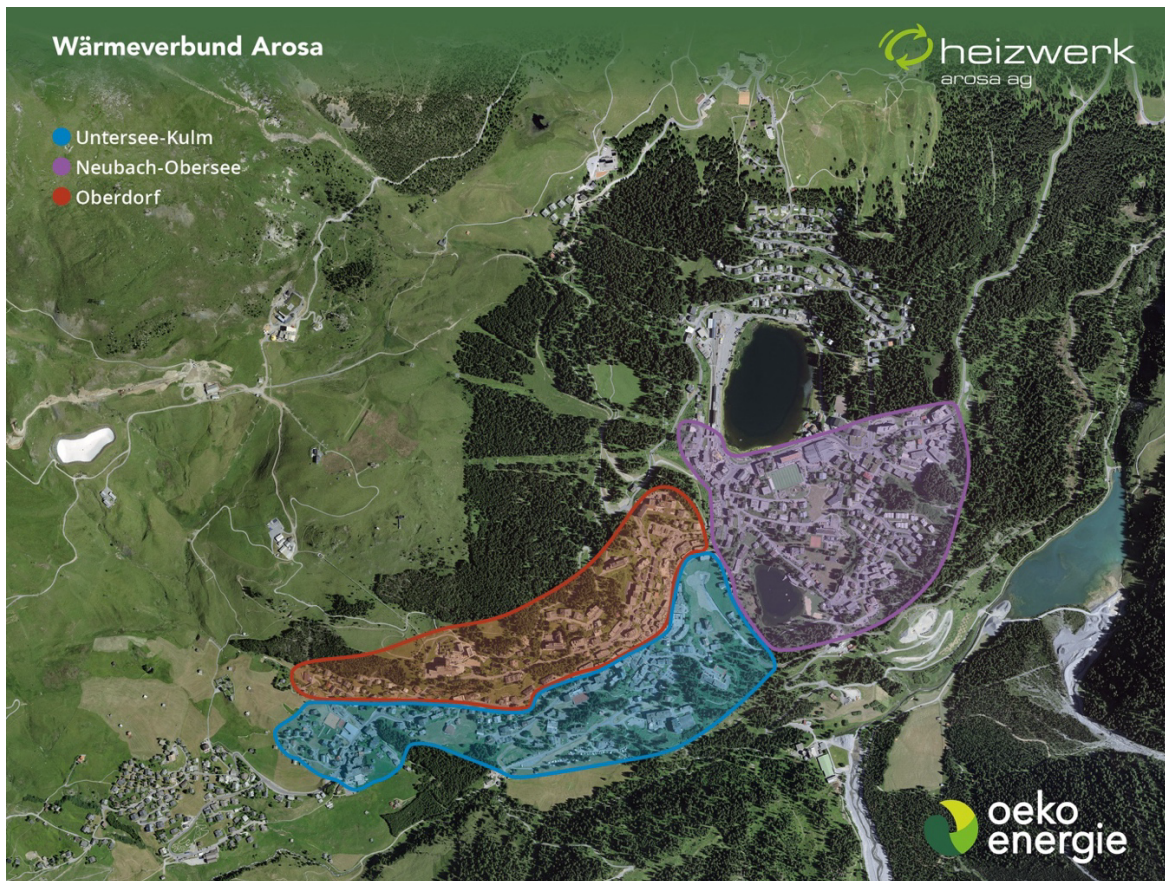 Wärmeverbund Arosa
heizwerk
arosa ag
Untersee-Kulm
Neubach-Obersee
Oberdorf
oeko
energie